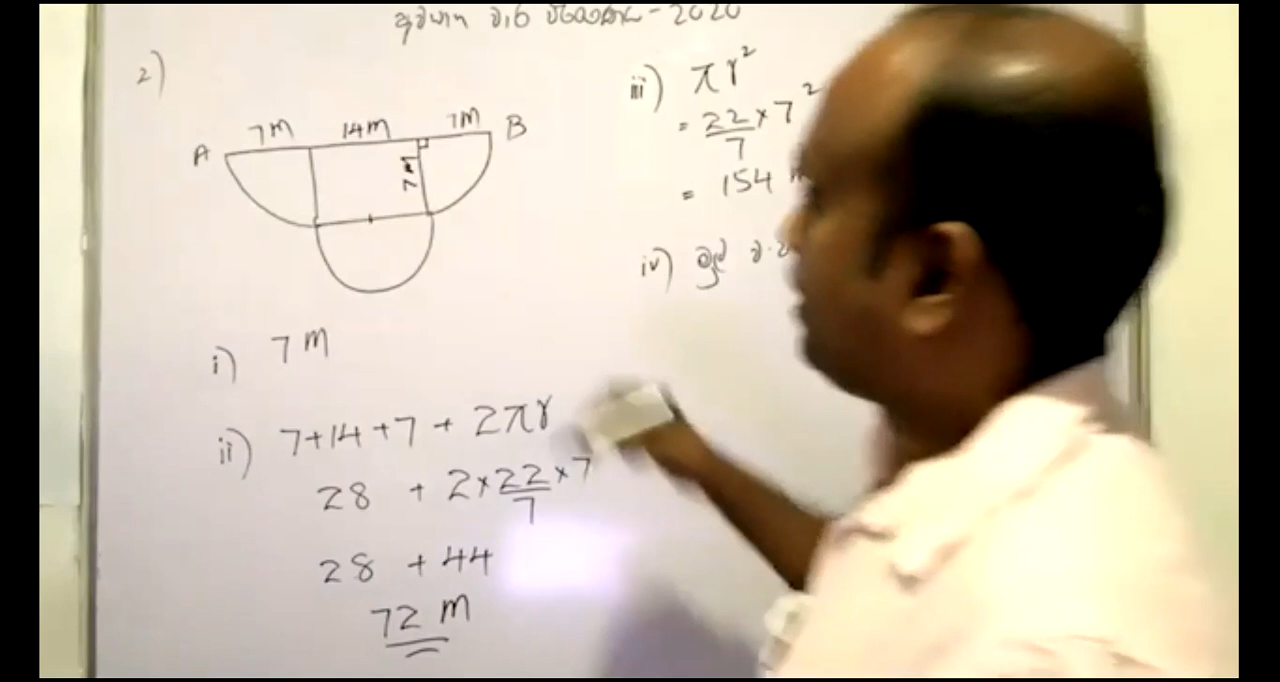 2020
2)
7m 14m 7m
A B
7m
i) 7m
ii) 7+14+7 + 2πr
28 + 2×22/7×7
28 + 44
72 m
iii) πr²
= 22/7 × 7²
= 154
iv) මුළු ව.